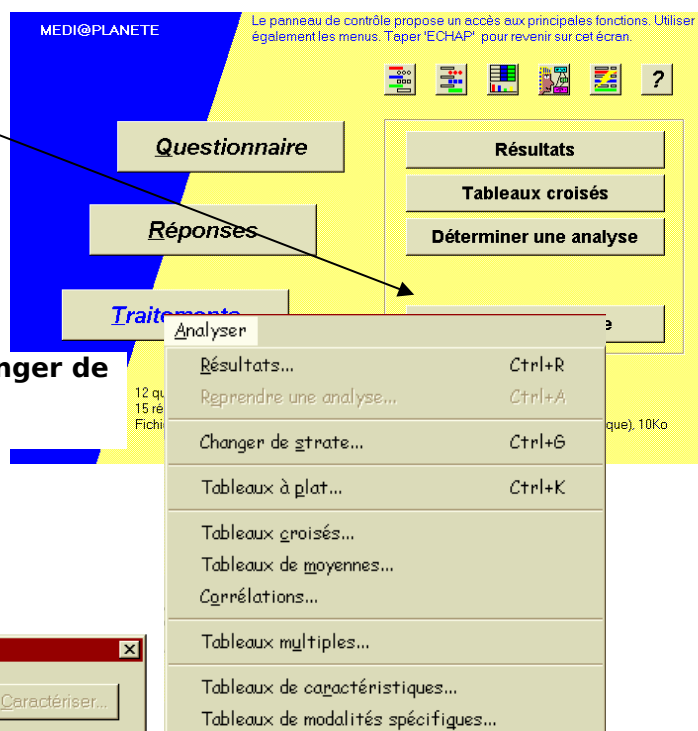 MEDI@PLANETE
Le panneau de contrôle propose un accès aux principales fonctions. Utiliser
également les menus. Taper 'ECHAP' pour revenir sur cet écran.
?
Questionnaire
Résultats
Tableaux croisés
Réponses
Déterminer une analyse
Traitements
Analyser
nger de
Résultats... Ctrl+R
Reprendre une analyse... Ctrl+A
12 qu
15 ré
Fichi
que), 10Ko
Changer de strate... Ctrl+G
Tableaux à plat... Ctrl+K
Tableaux croisés...
Tableaux de moyennes...
Corrélations...
Tableaux multiples...
Caractériser...
Tableaux de caractéristiques...
Tableaux de modalités spécifiques...